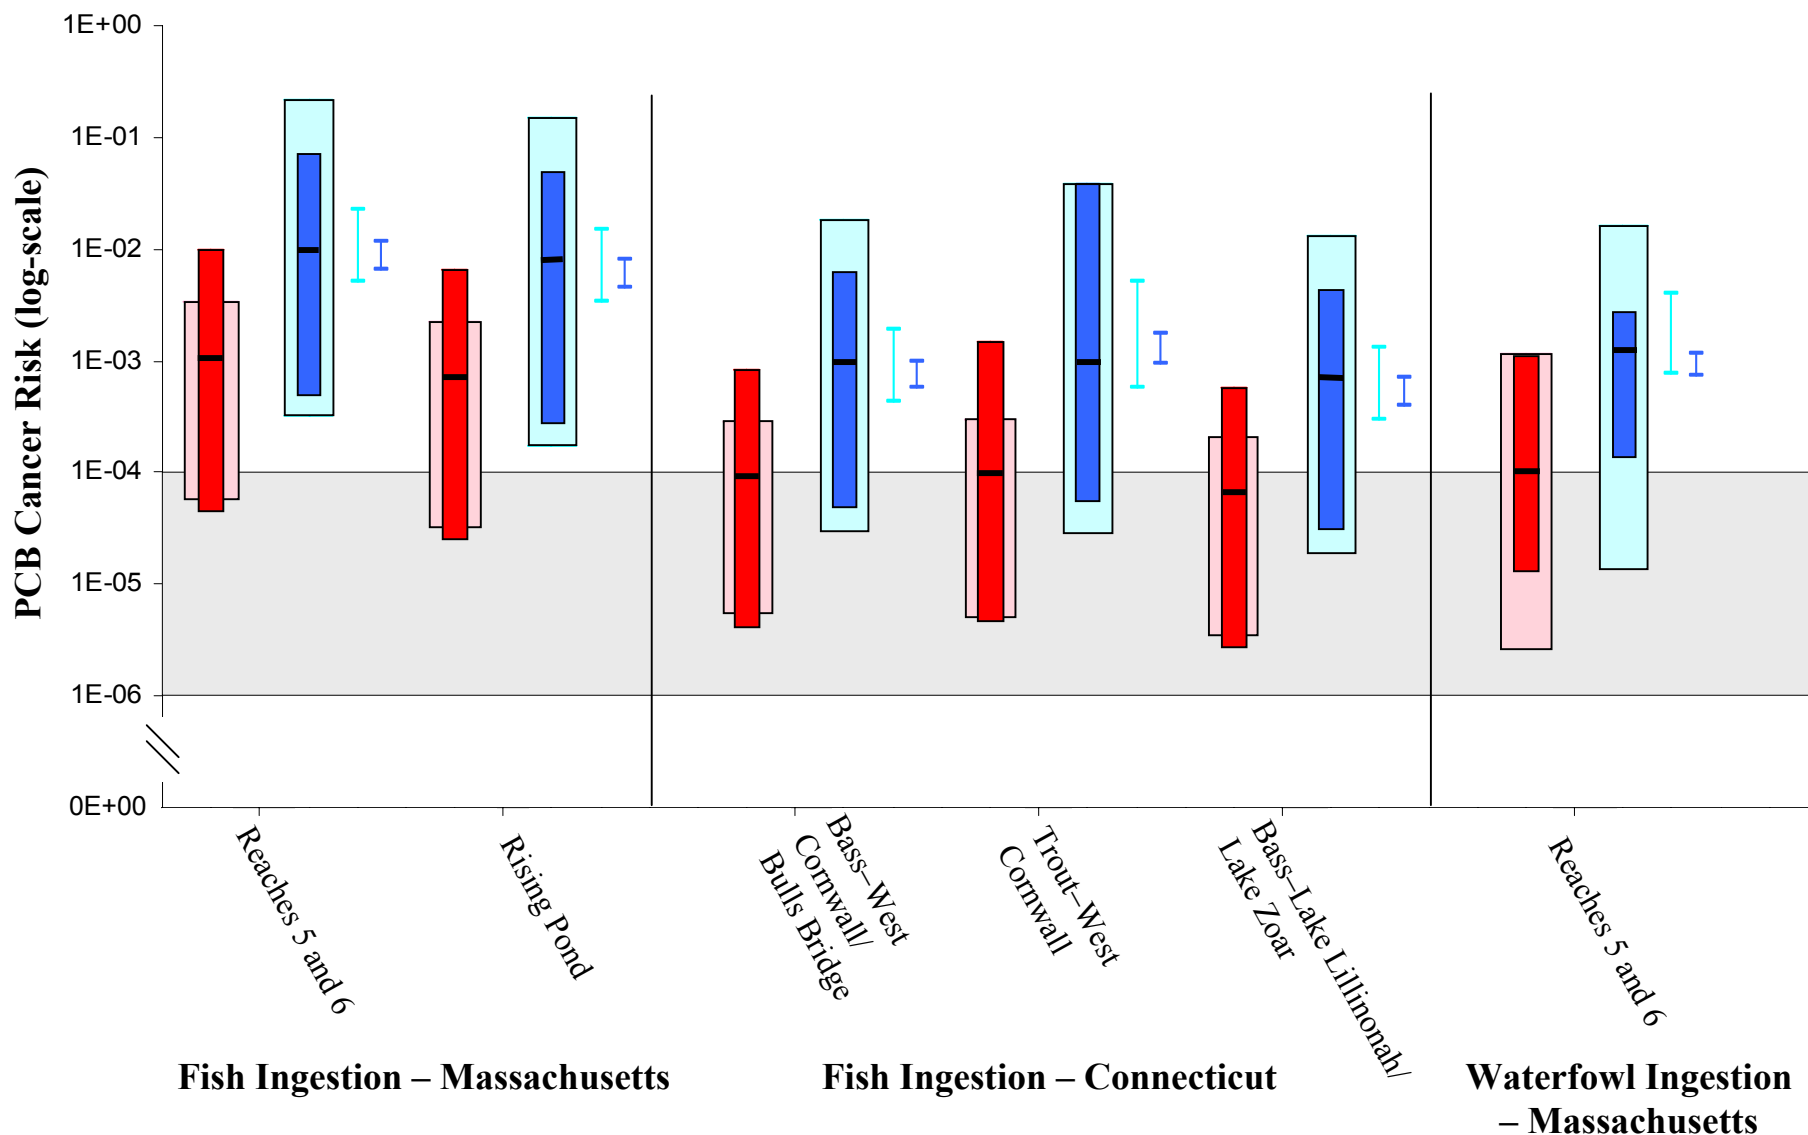 1E+00
1E-01
1E-02
1E-03
1E-04
1E-05
1E-06
0E+00
PCB Cancer Risk (log-scale)
Reaches 5 and 6
Rising Pond
Bass–West
Cornwall/
Bulls Bridge
Trout–West
Cornwall
Bass–Lake Lillinonah/
Lake Zoar
Reaches 5 and 6
Fish Ingestion – Massachusetts
Fish Ingestion – Connecticut
Waterfowl Ingestion
– Massachusetts